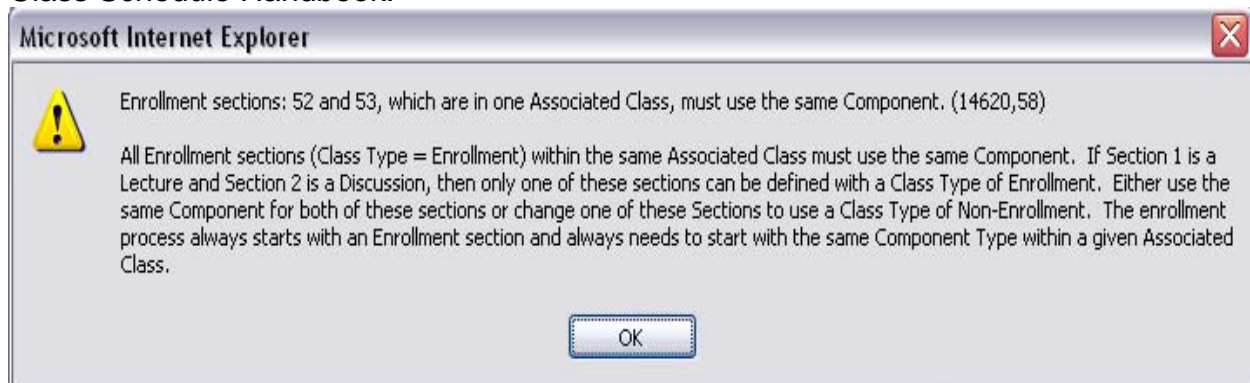 Class Schedule Handbook.
Microsoft Internet Explorer
Enrollment sections: 52 and 53, which are in one Associated Class, must use the same Component. (14620,58)
All Enrollment sections (Class Type = Enrollment) within the same Associated Class must use the same Component. If Section 1 is a
Lecture and Section 2 is a Discussion, then only one of these sections can be defined with a Class Type of Enrollment. Either use the
same Component for both of these sections or change one of these Sections to use a Class Type of Non-Enrollment. The enrollment
process always starts with an Enrollment section and always needs to start with the same Component Type within a given Associated
Class.
OK